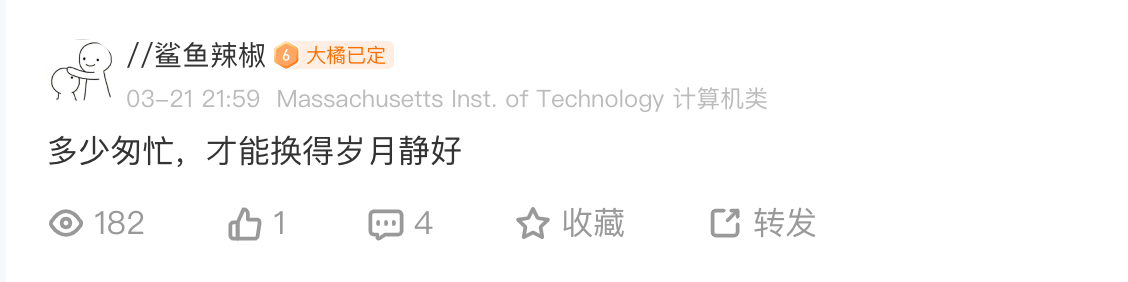 //鲨鱼辣椒 6 大橘已定
03-21 21:59 Massachusetts Inst. of Technology 计算机类
多少匆忙，才能换得岁月静好
182 1 4 收藏 转发